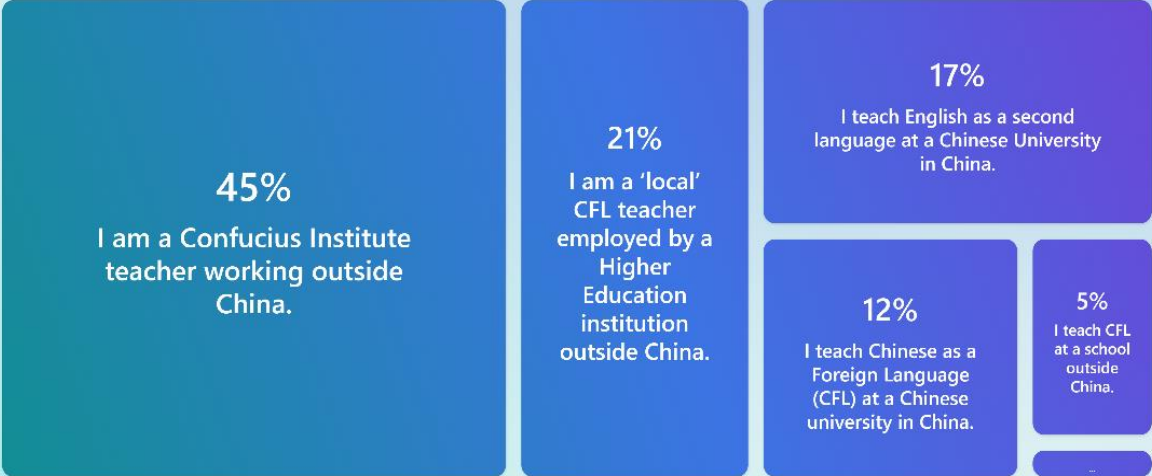 45%
I am a Confucius Institute
teacher working outside
China.
21%
I am a ‘local’
CFL teacher
employed by a
Higher
Education
institution
outside China.
17%
I teach English as a second
language at a Chinese University
in China.
12%
I teach Chinese as a
Foreign Language
(CFL) at a Chinese
university in China.
5%
I teach CFL
at a school
outside
China.
...